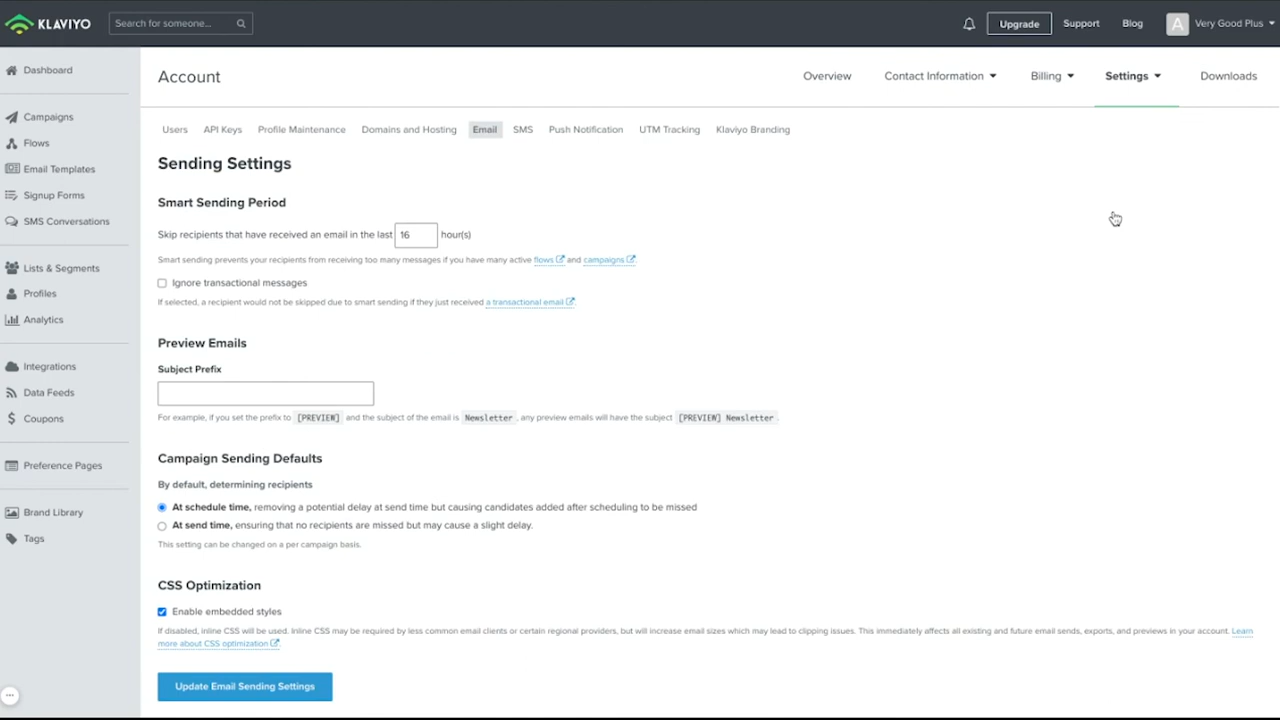 KLAVIYO
Search for someone...
Upgrade
Support
Blog
A
Very Good Plus
Dashboard
Campaigns
Flows
Email Templates
Signup Forms
SMS Conversations
Lists & Segments
Profiles
Analytics
Integrations
Data Feeds
Coupons
Preference Pages
Brand Library
Tags
Account
Overview
Contact Information
Billing
Settings
Downloads
Users
API Keys
Profile Maintenance
Domains and Hosting
Email
SMS
Push Notification
UTM Tracking
Klaviyo Branding
Sending Settings
Smart Sending Period
Skip recipients that have received an email in the last 16 hour(s)
Smart sending prevents your recipients from receiving too many messages if you have many active flows and campaigns.
Ignore transactional messages
If selected, a recipient would not be skipped due to smart sending if they just received a transactional email.
Preview Emails
Subject Prefix
For example, if you set the prefix to [PREVIEW] and the subject of the email is Newsletter, any preview emails will have the subject [PREVIEW] Newsletter.
Campaign Sending Defaults
By default, determining recipients
At schedule time, removing a potential delay at send time but causing candidates added after scheduling to be missed
At send time, ensuring that no recipients are missed but may cause a slight delay.
This setting can be changed on a per campaign basis.
CSS Optimization
Enable embedded styles
If disabled, inline CSS will be used. Inline CSS may be required by less common email clients or certain regional providers, but will increase email sizes which may lead to clipping issues. This immediately affects all existing and future email sends, exports, and previews in your account. Learn
more about CSS optimization.
Update Email Sending Settings